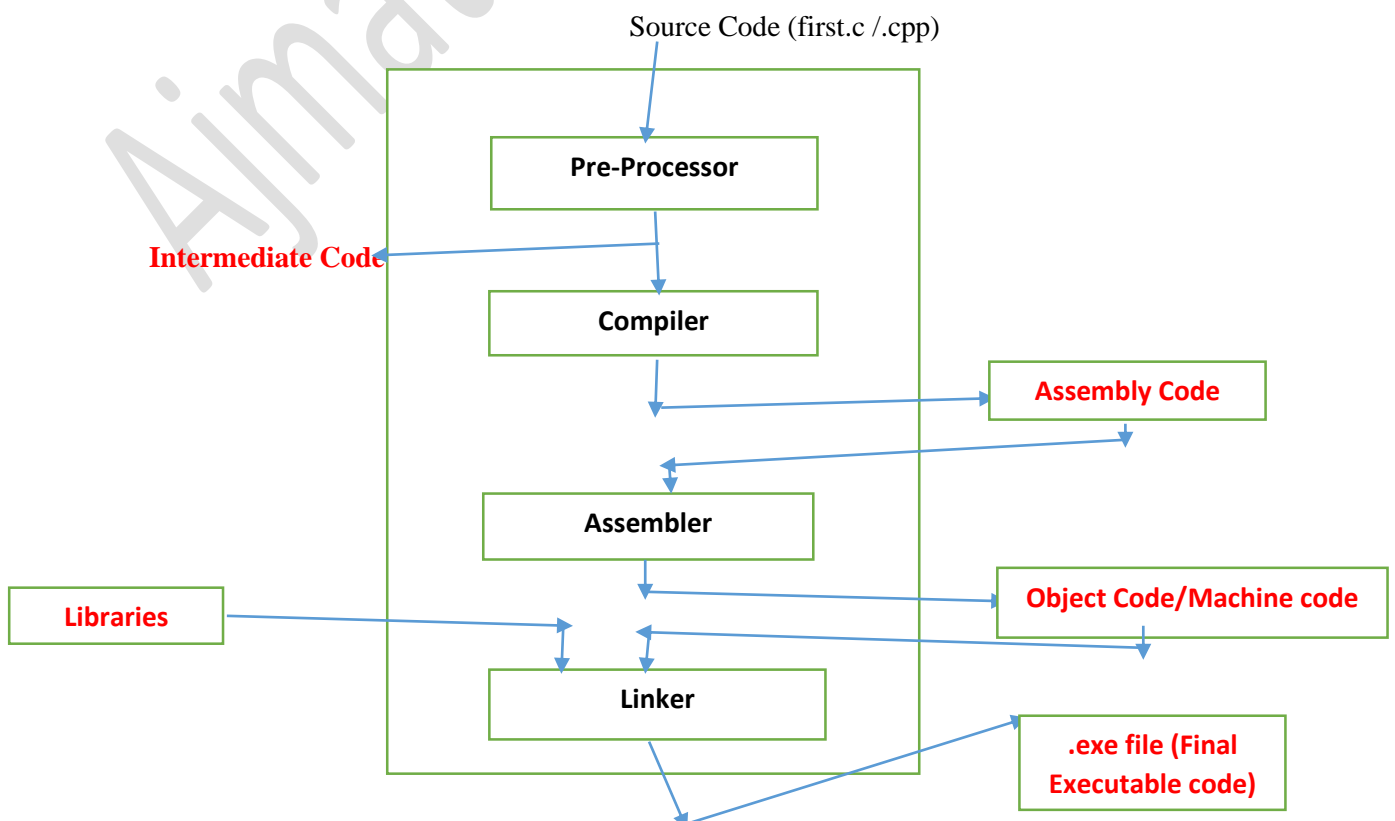 Source Code (first.c /.cpp)
Pre-Processor
Intermediate Code
Compiler
Assembly Code
Assembler
Libraries
Object Code/Machine code
Linker
.exe file (Final
Executable code)